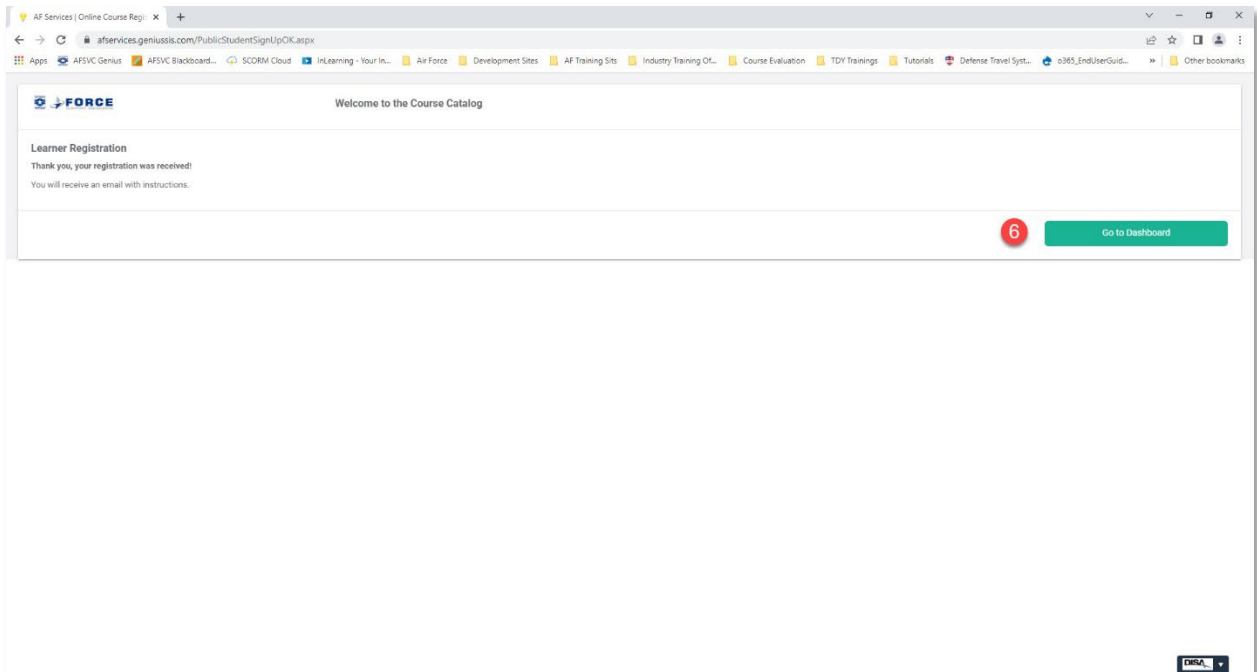 AF Services | Online Course Regi
afservices.geniussis.com/PublicStudentSignUpOK.aspx
Apps AFSVC Genius AFSVC Blackboard... SCORM Cloud InLearning - Your In... Air Force Development Sites AF Training Sits Industry Training Of... Course Evaluation TDY Trainings Tutorials Defense Travel Syst... o365_EndUserGuid... » Other bookmarks
FORCE Welcome to the Course Catalog
Learner Registration
Thank you, your registration was received!
You will receive an email with instructions.
6 Go to Dashboard
DISA